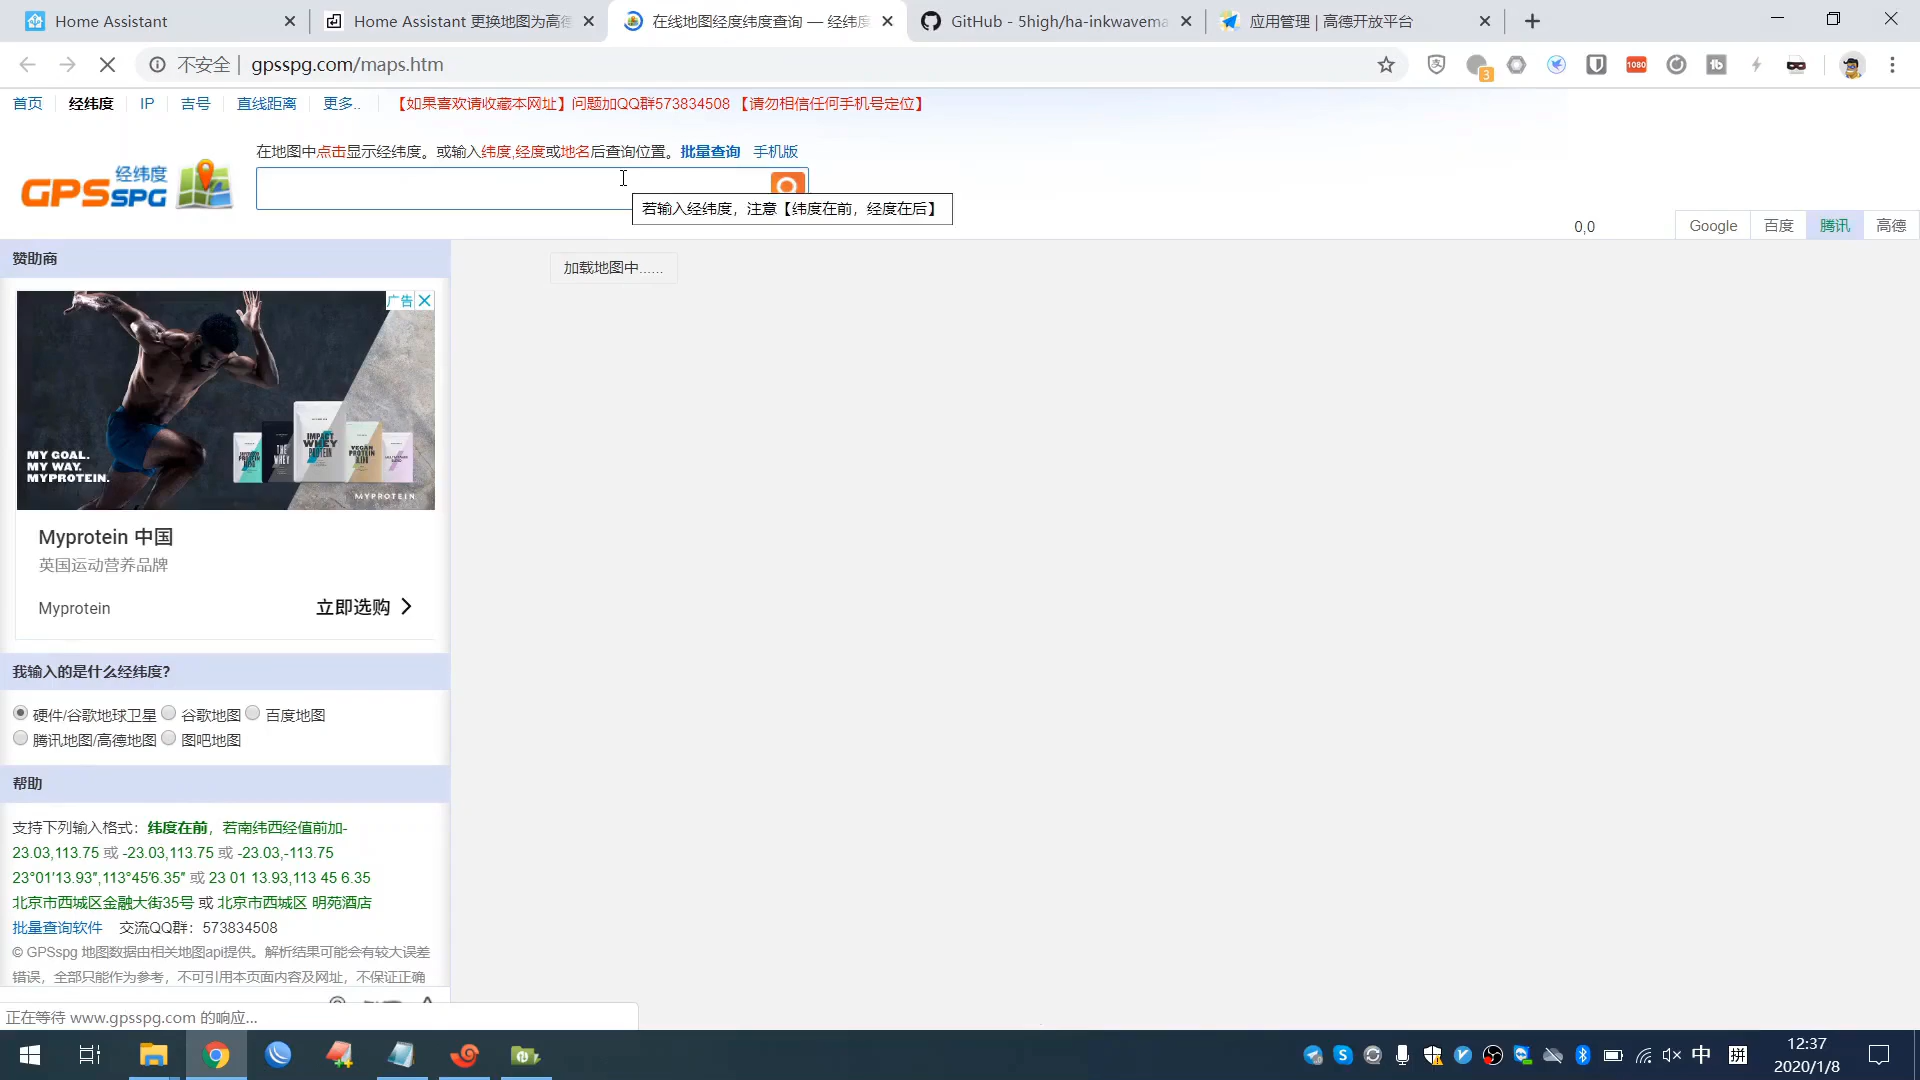 Home Assistant
Home Assistant 更换地图为高德
在线地图经度纬度查询 — 经纬度
GitHub - 5high/ha-inkwavema
应用管理 | 高德开放平台
不安全 | gpsspg.com/maps.htm
3
1080
首页 经纬度 IP 吉号 直线距离 更多.. 【如果喜欢请收藏本网址】问题加QQ群573834508 【请勿相信任何手机号定位】
在地图中点击显示经纬度。或输入纬度,经度或地名后查询位置。批量查询 手机版
经纬度
GPSSPG
若输入经纬度，注意【纬度在前，经度在后】
0,0
Google 百度 腾讯 高德
赞助商
加载地图中......
广告
MY GOAL.
MY WAY.
MYPROTEIN.
IMPACT WHEY PROTEIN
THE WHEY
MYPROTEIN
Myprotein 中国
英国运动营养品牌
Myprotein
立即选购
我输入的是什么经纬度?
硬件/谷歌地球卫星 谷歌地图 百度地图
腾讯地图/高德地图 图吧地图
帮助
支持下列输入格式：纬度在前，若南纬西经值前加-
23.03,113.75 或 -23.03,113.75 或 -23.03,-113.75
23°01′13.93″,113°45′6.35″ 或 23 01 13.93,113 45 6.35
北京市西城区金融大街35号 或 北京市西城区 明苑酒店
批量查询软件 交流QQ群：573834508
© GPSspg 地图数据由相关地图api提供。解析结果可能会有较大误差
错误，全部只能作为参考，不可引用本页面内容及网址，不保证正确
正在等待 www.gpsspg.com 的响应...
中
拼
12:37
2020/1/8